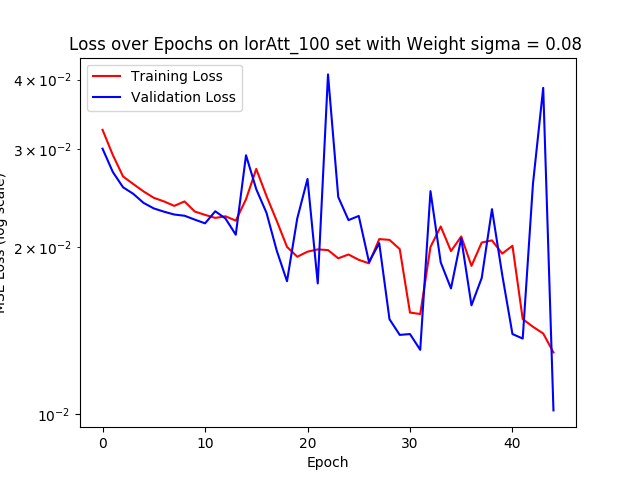 Loss over Epochs on lorAtt_100 set with Weight sigma = 0.08
Training Loss
Validation Loss
4 × 10⁻²
3 × 10⁻²
2 × 10⁻²
10⁻²
MSE Loss (log scale)
0 10 20 30 40
Epoch